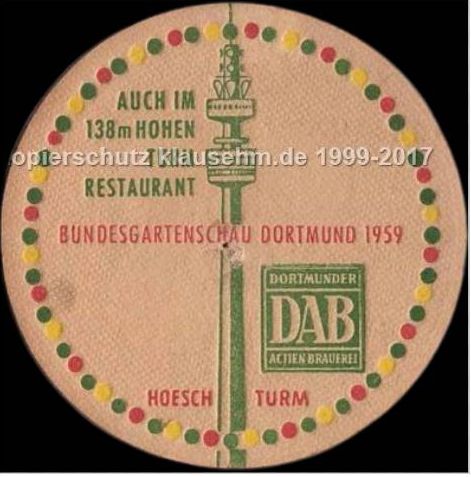 AUCH IM
138m HOHEN
RESTAURANT
opierschutz klausehm.de 1999-2017
BUNDESGARTENSCHAU DORTMUND 1959
DORTMUNDER
DAB
ACTIEN BRAUEREI
HOESCH TURM